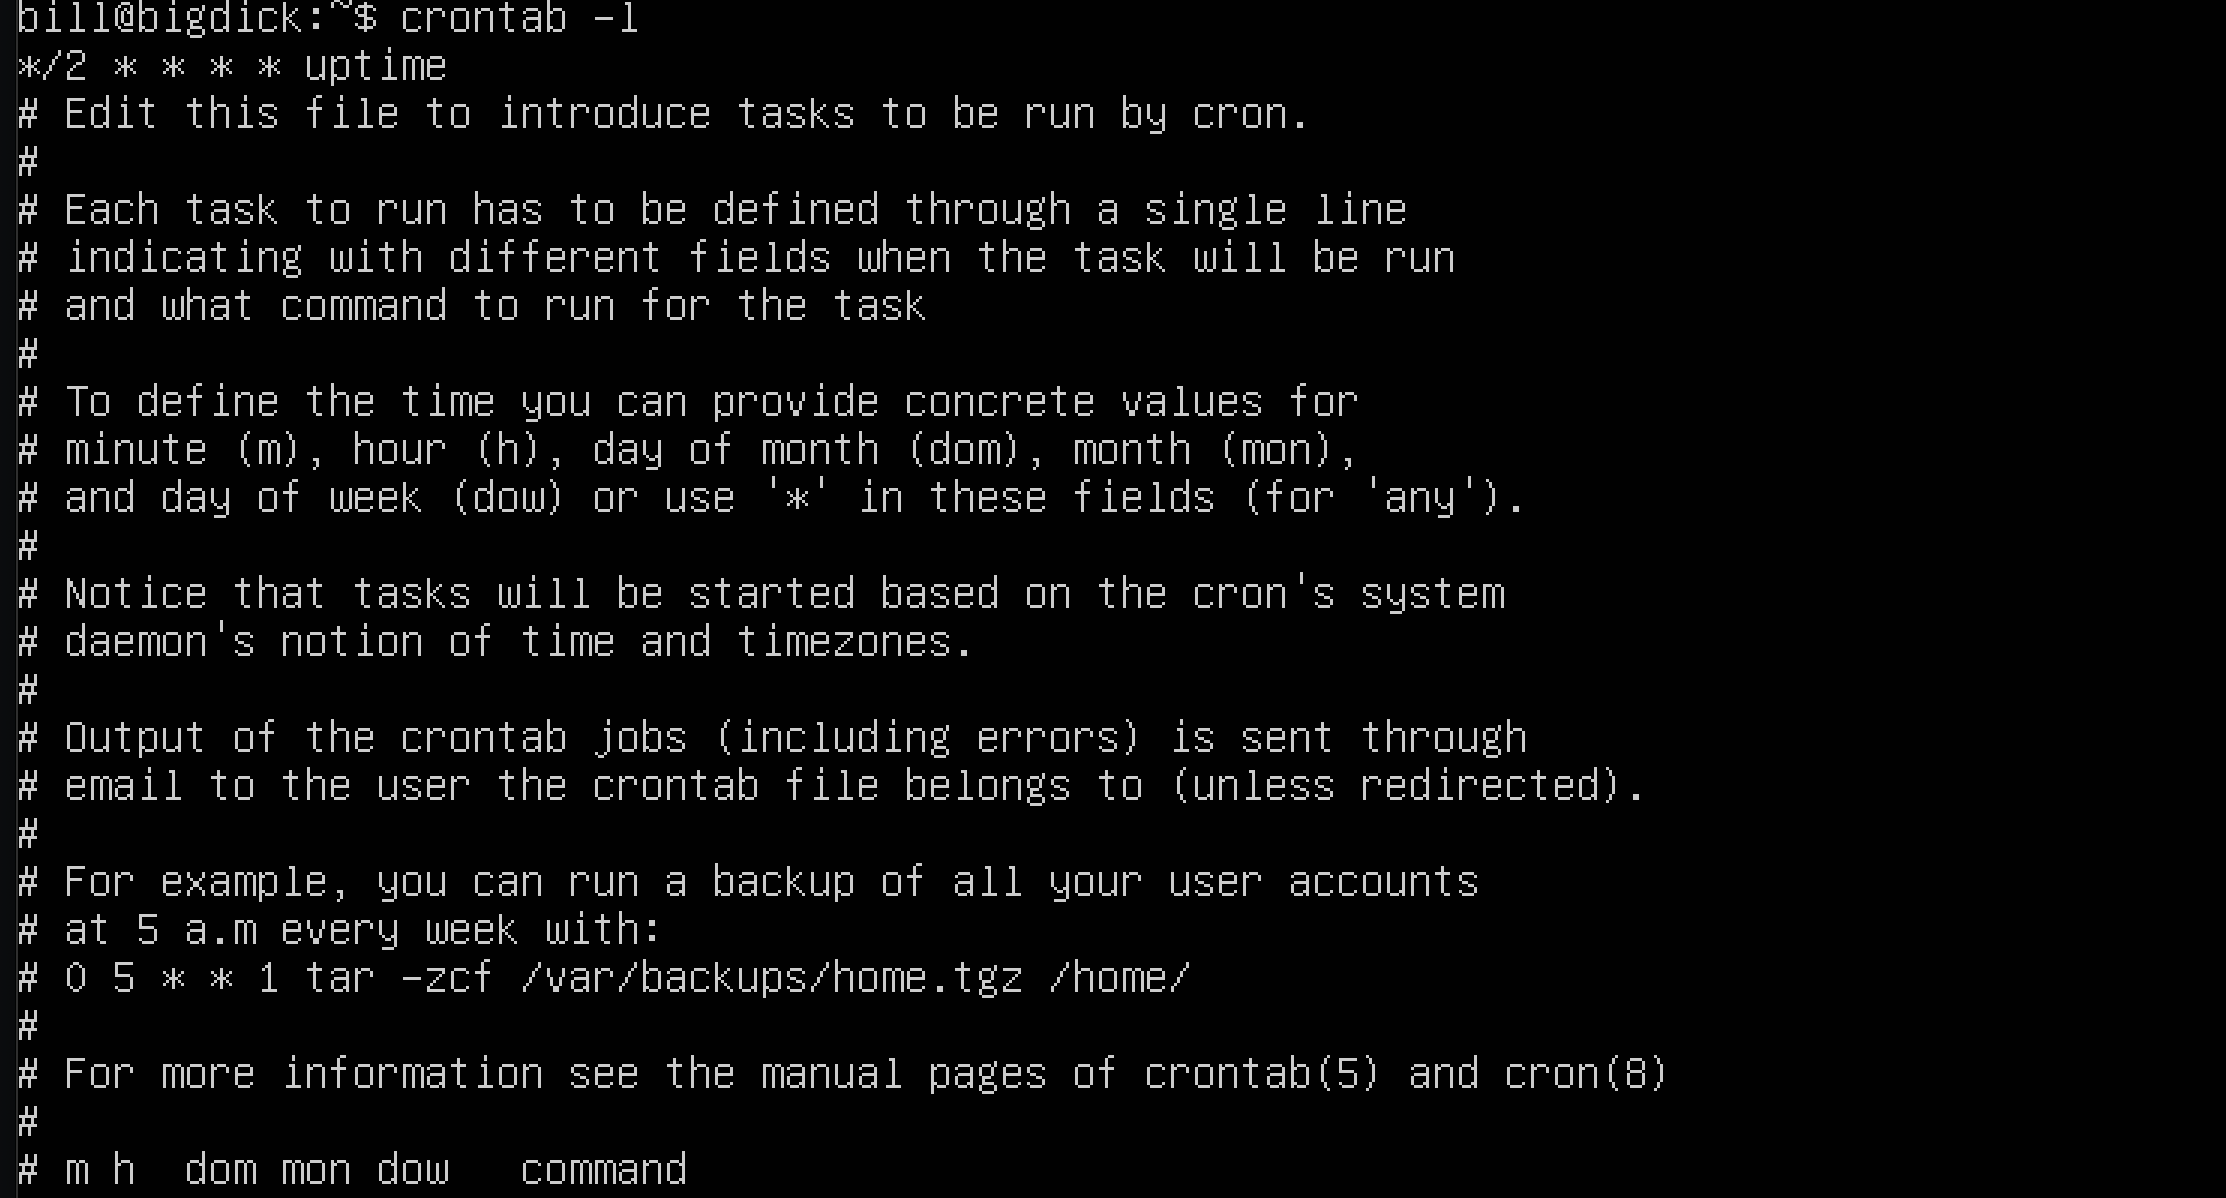 bill@bigdick:~$ crontab -l
*/2 * * * * uptime
# Edit this file to introduce tasks to be run by cron.
#
# Each task to run has to be defined through a single line
# indicating with different fields when the task will be run
# and what command to run for the task
#
# To define the time you can provide concrete values for
# minute (m), hour (h), day of month (dom), month (mon),
# and day of week (dow) or use '*' in these fields (for 'any').
#
# Notice that tasks will be started based on the cron's system
# daemon's notion of time and timezones.
#
# Output of the crontab jobs (including errors) is sent through
# email to the user the crontab file belongs to (unless redirected).
#
# For example, you can run a backup of all your user accounts
# at 5 a.m every week with:
# 0 5 * * 1 tar -zcf /var/backups/home.tgz /home/
#
# For more information see the manual pages of crontab(5) and cron(8)
#
# m h  dom mon dow   command